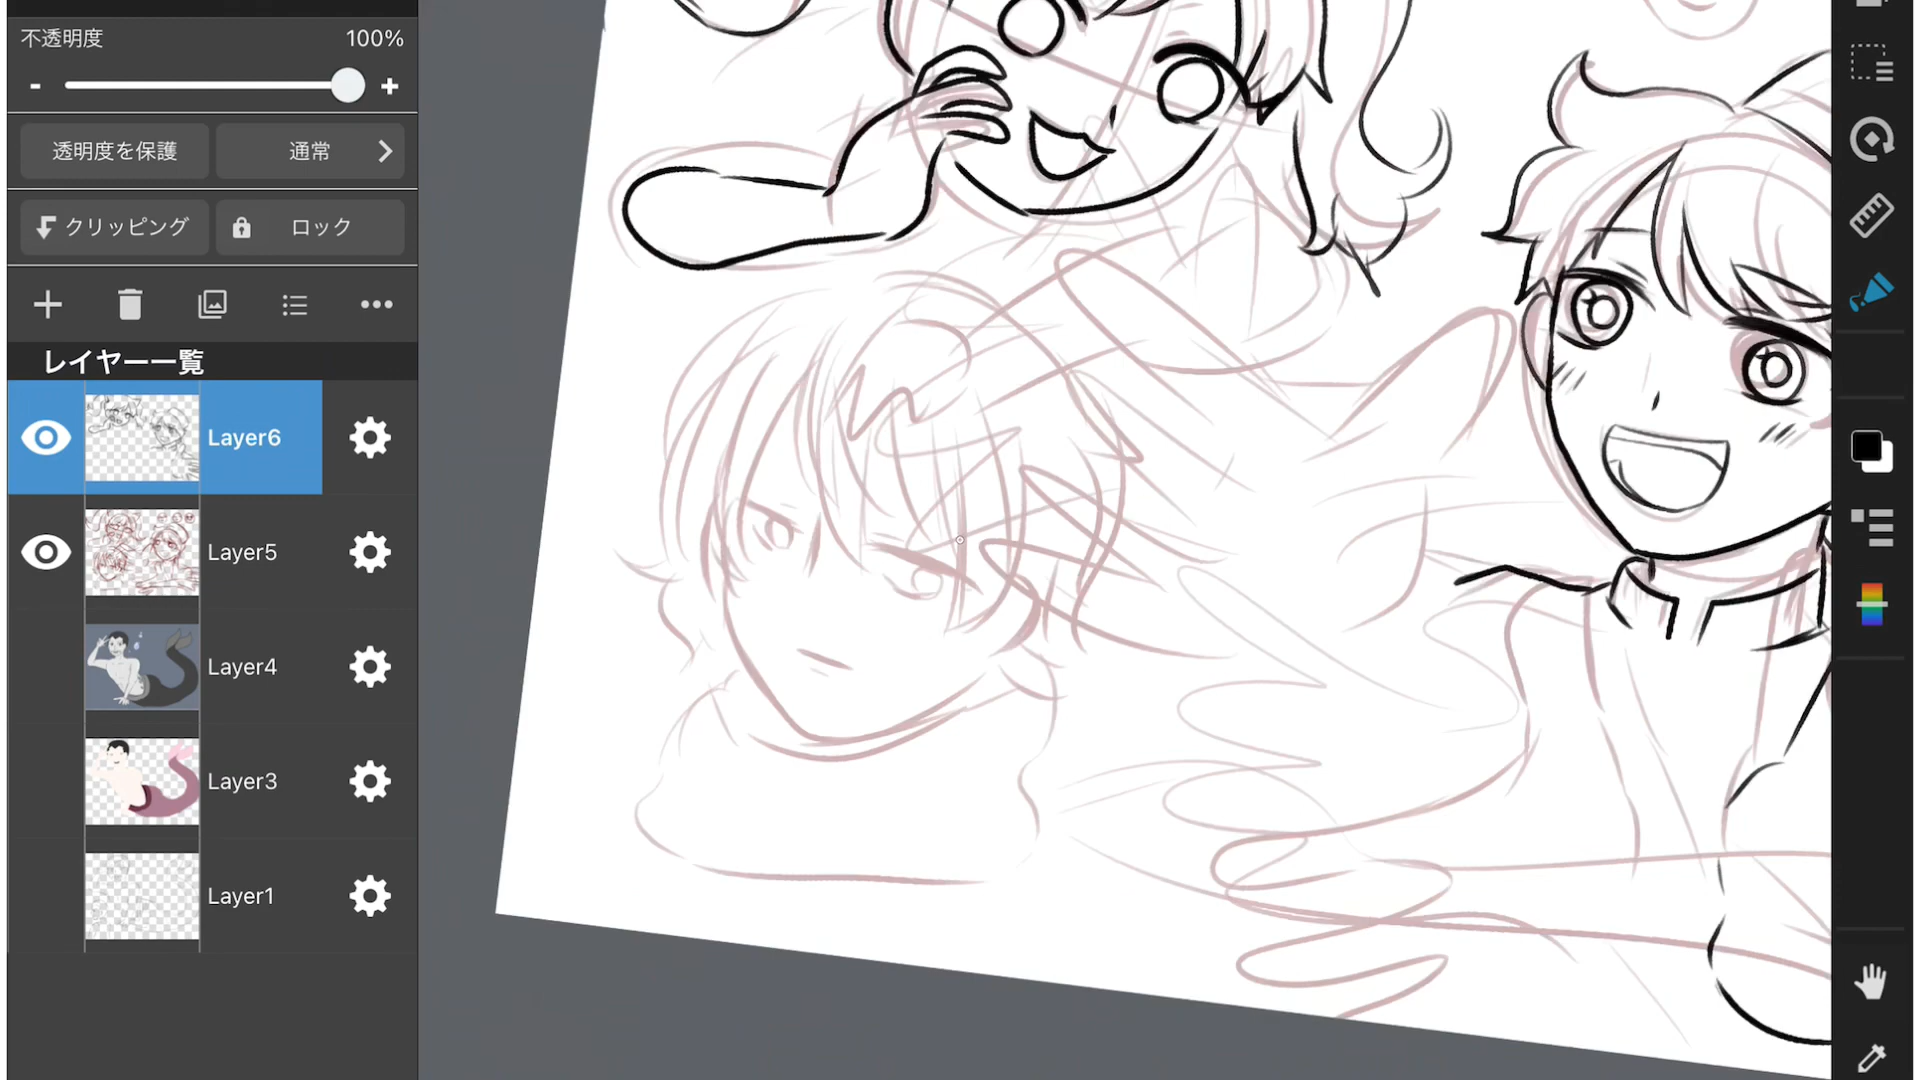 不透明度 100%
- +
透明度を保護 通常
クリッピング ロック
レイヤー一覧
Layer6
Layer5
Layer4
Layer3
Layer1